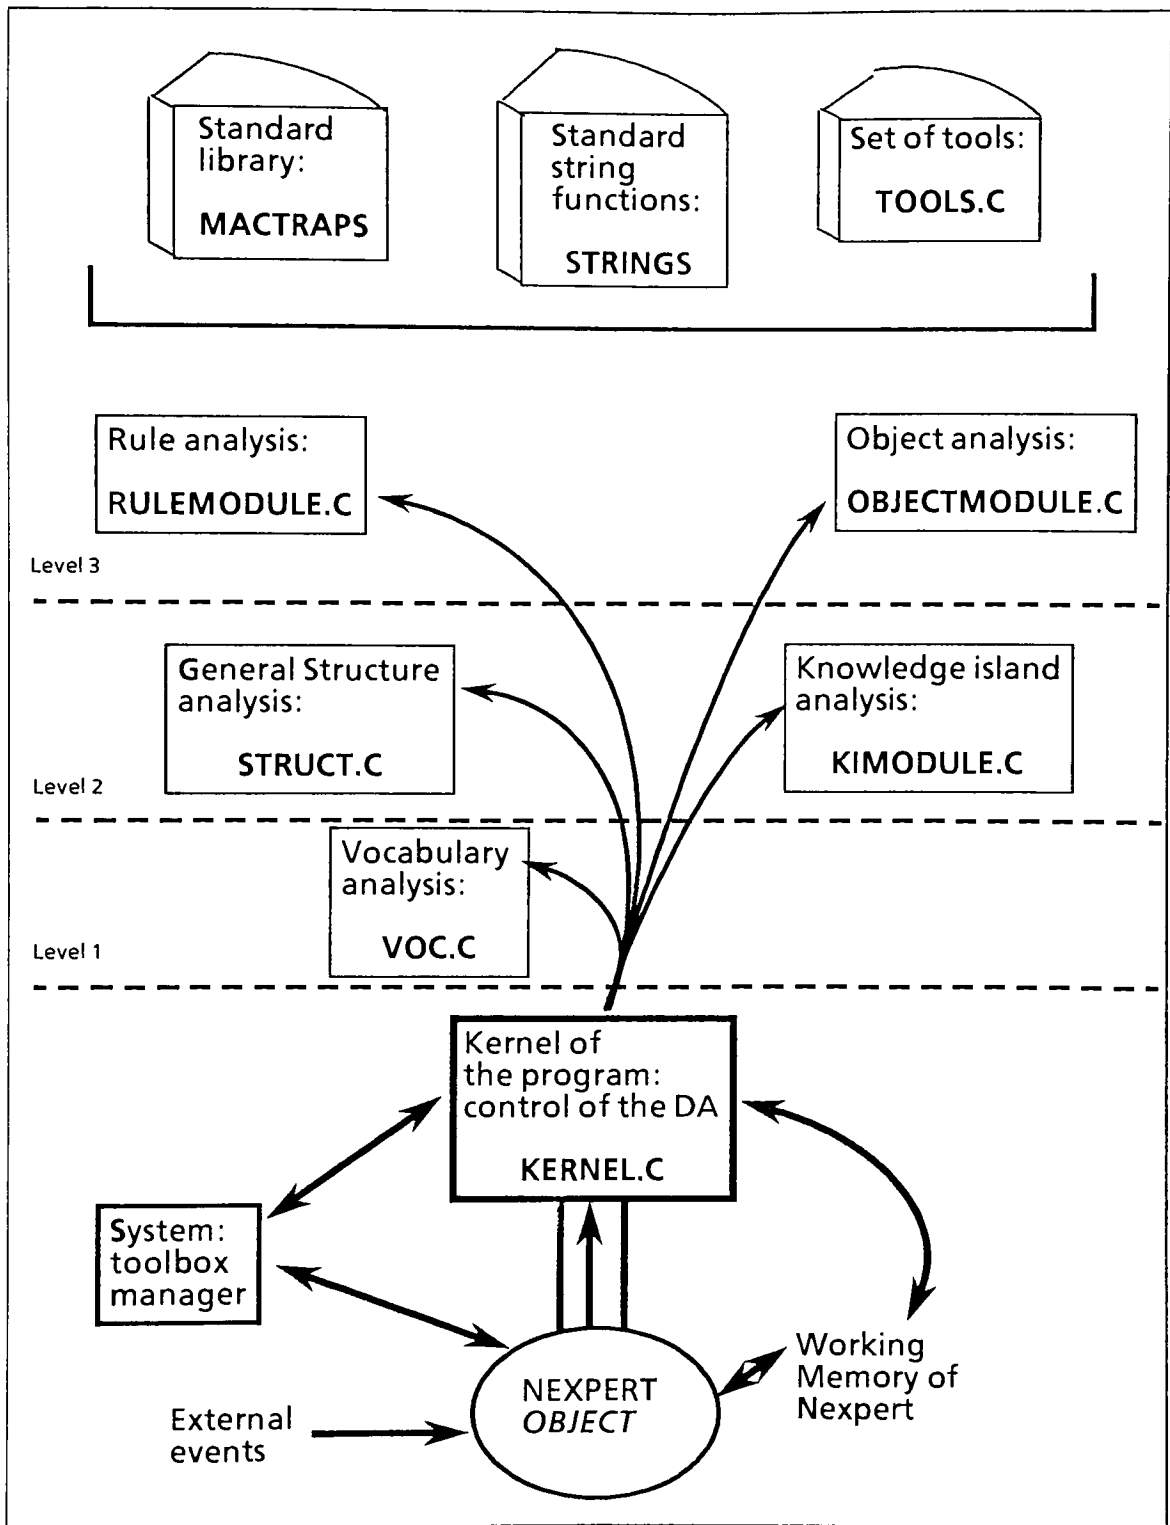 Standard
library:
MACTRAPS
Standard
string
functions:
STRINGS
Set of tools:
TOOLS.C
Rule analysis:
RULEMODULE.C
Object analysis:
OBJECTMODULE.C
Level 3
General Structure
analysis:
STRUCT.C
Knowledge island
analysis:
KIMODULE.C
Level 2
Vocabulary
analysis:
VOC.C
Level 1
Kernel of
the program:
control of the DA
KERNEL.C
System:
toolbox
manager
NEXPERT
OBJECT
Working
Memory of
Nexpert
External
events